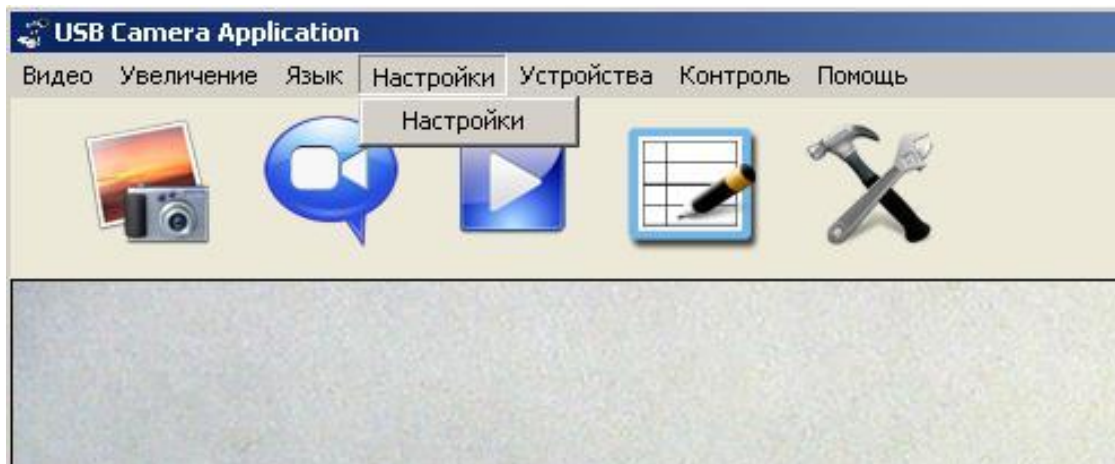 USB Camera Application
Видео Увеличение Язык Настройки Устройства Контроль Помощь
Настройки